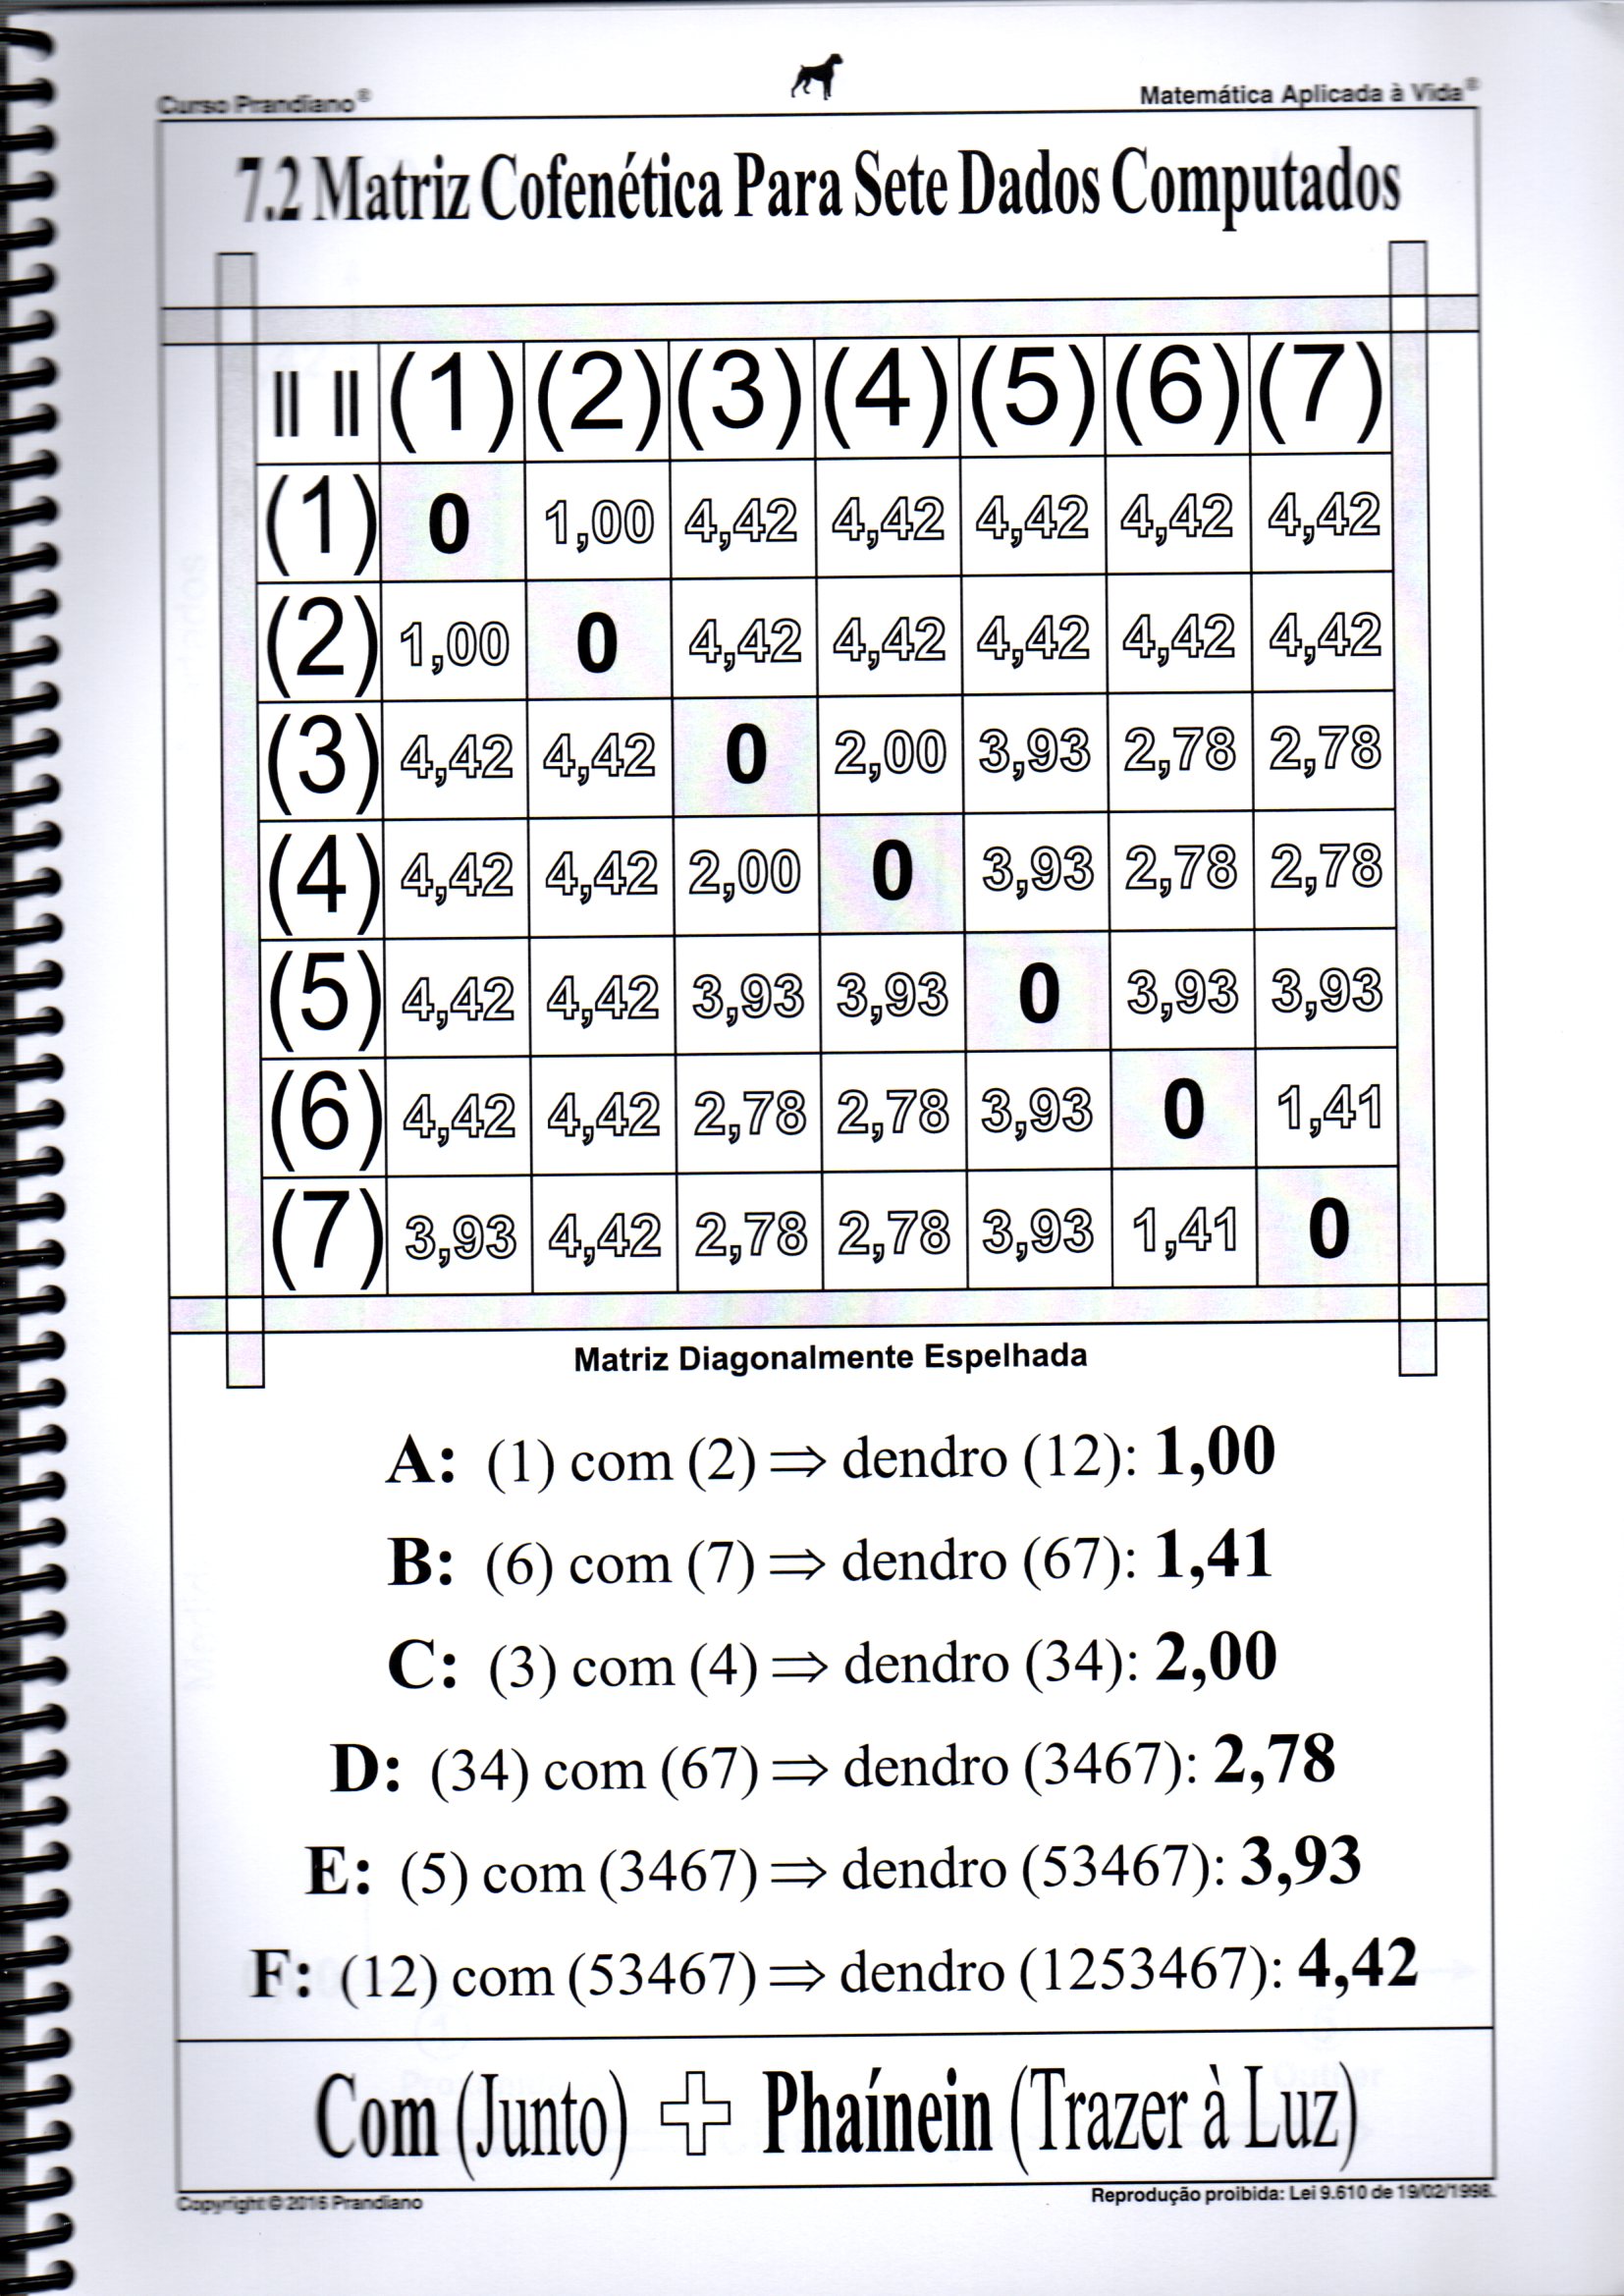 Curso Prandiano®
Matemática Aplicada à Vida®
7.2 Matriz Cofenética Para Sete Dados Computados
|| || (1) (2) (3) (4) (5) (6) (7)
(1) 0 1,00 4,42 4,42 4,42 4,42 4,42
(2) 1,00 0 4,42 4,42 4,42 4,42 4,42
(3) 4,42 4,42 0 2,00 3,93 2,78 2,78
(4) 4,42 4,42 2,00 0 3,93 2,78 2,78
(5) 4,42 4,42 3,93 3,93 0 3,93 3,93
(6) 4,42 4,42 2,78 2,78 3,93 0 1,41
(7) 3,93 4,42 2,78 2,78 3,93 1,41 0
Matriz Diagonalmente Espelhada
A: (1) com (2) ⇒ dendro (12): 1,00
B: (6) com (7) ⇒ dendro (67): 1,41
C: (3) com (4) ⇒ dendro (34): 2,00
D: (34) com (67) ⇒ dendro (3467): 2,78
E: (5) com (3467) ⇒ dendro (53467): 3,93
F: (12) com (53467) ⇒ dendro (1253467): 4,42
Com (Junto) + Phaínein (Trazer à Luz)
Copyright © 2016 Prandiano
Reprodução proibida: Lei 9.610 de 19/02/1998.